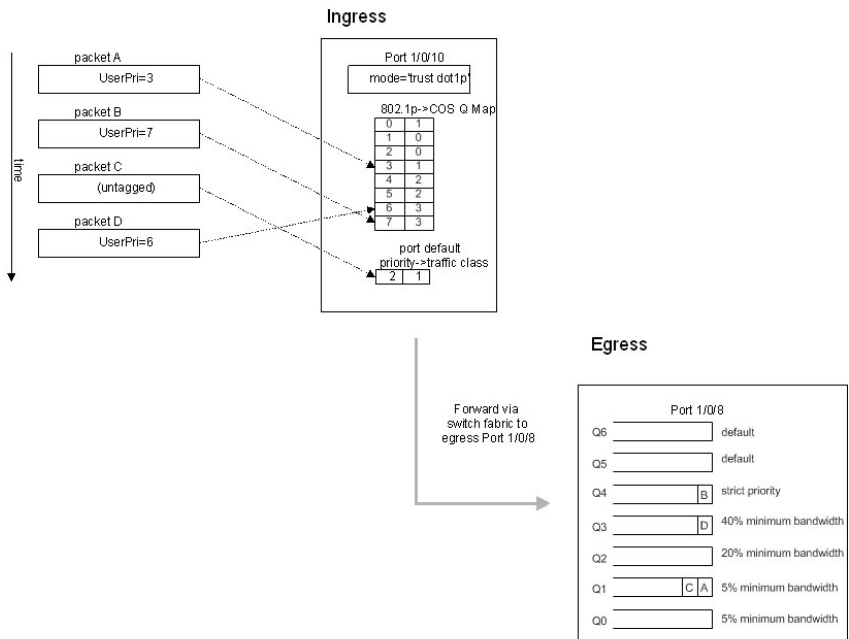 Ingress
packet A
UserPri=3
packet B
UserPri=7
packet C
(untagged)
packet D
UserPri=6
time
Port 1/0/10
mode='trust dot1p'
802.1p->COS Q Map
0 1
1 0
2 0
3 1
4 2
5 2
6 3
7 3
port default
priority->traffic class
2 1
Forward via
switch fabric to
egress Port 1/0/8
Egress
Port 1/0/8
Q6 default
Q5 default
Q4 B strict priority
Q3 D 40% minimum bandwidth
Q2 20% minimum bandwidth
Q1 C A 5% minimum bandwidth
Q0 5% minimum bandwidth